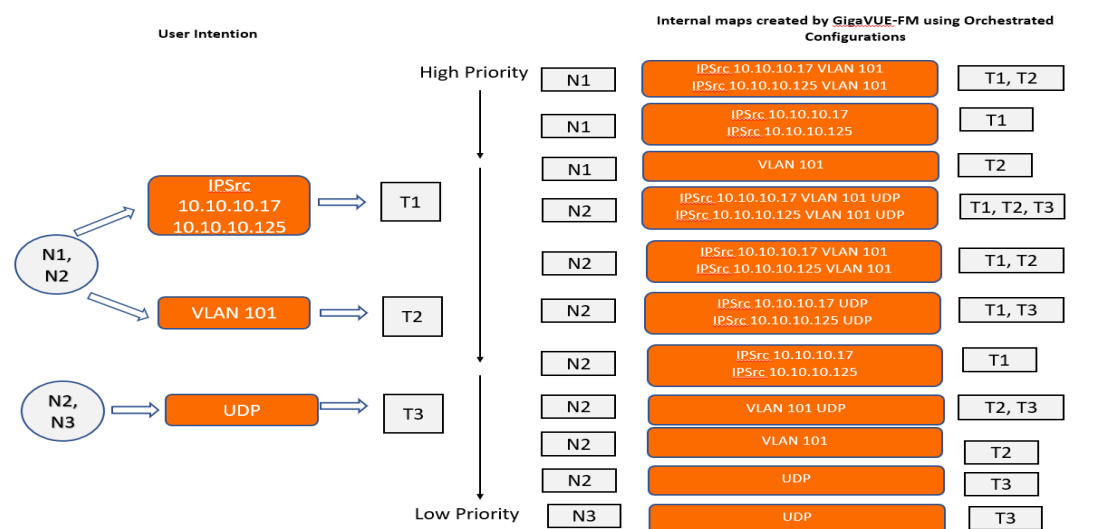 User Intention
Internal maps created by GigaVUE-FM using Orchestrated
Configurations
High Priority
N1
IPSrc 10.10.10.17 VLAN 101
IPSrc 10.10.10.125 VLAN 101
T1, T2
N1
IPSrc 10.10.10.17
IPSrc 10.10.10.125
T1
N1
VLAN 101
T2
N2
IPSrc 10.10.10.17 VLAN 101 UDP
IPSrc 10.10.10.125 VLAN 101 UDP
T1, T2, T3
N2
IPSrc 10.10.10.17 VLAN 101
IPSrc 10.10.10.125 VLAN 101
T1, T2
N2
IPSrc 10.10.10.17 UDP
IPSrc 10.10.10.125 UDP
T1, T3
N2
IPSrc 10.10.10.17
IPSrc 10.10.10.125
T1
N2
VLAN 101 UDP
T2, T3
N2
VLAN 101
T2
N2
UDP
T3
Low Priority
N3
UDP
T3
N1,
N2
IPSrc
10.10.10.17
10.10.10.125
T1
VLAN 101
T2
N2,
N3
UDP
T3